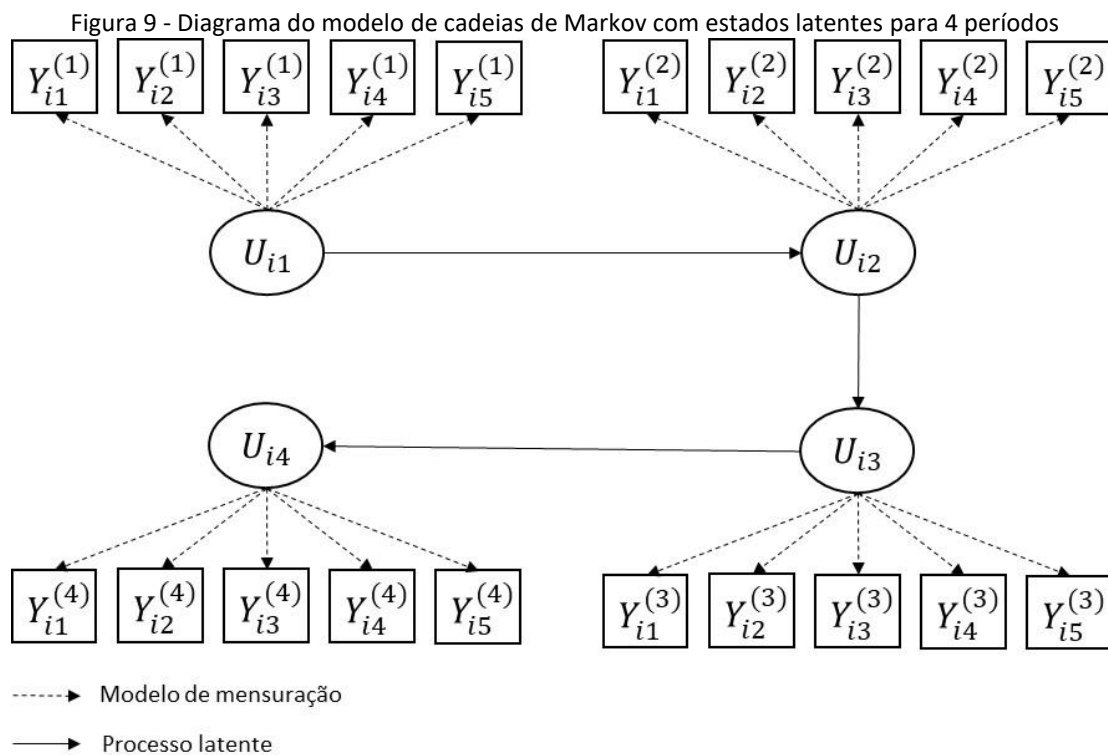 Figura 9 - Diagrama do modelo de cadeias de Markov com estados latentes para 4 períodos
Y_{i1}^{(1)} Y_{i2}^{(1)} Y_{i3}^{(1)} Y_{i4}^{(1)} Y_{i5}^{(1)} Y_{i1}^{(2)} Y_{i2}^{(2)} Y_{i3}^{(2)} Y_{i4}^{(2)} Y_{i5}^{(2)}
U_{i1} U_{i2}
U_{i4} U_{i3}
Y_{i1}^{(4)} Y_{i2}^{(4)} Y_{i3}^{(4)} Y_{i4}^{(4)} Y_{i5}^{(4)} Y_{i1}^{(3)} Y_{i2}^{(3)} Y_{i3}^{(3)} Y_{i4}^{(3)} Y_{i5}^{(3)}
Modelo de mensuração
Processo latente